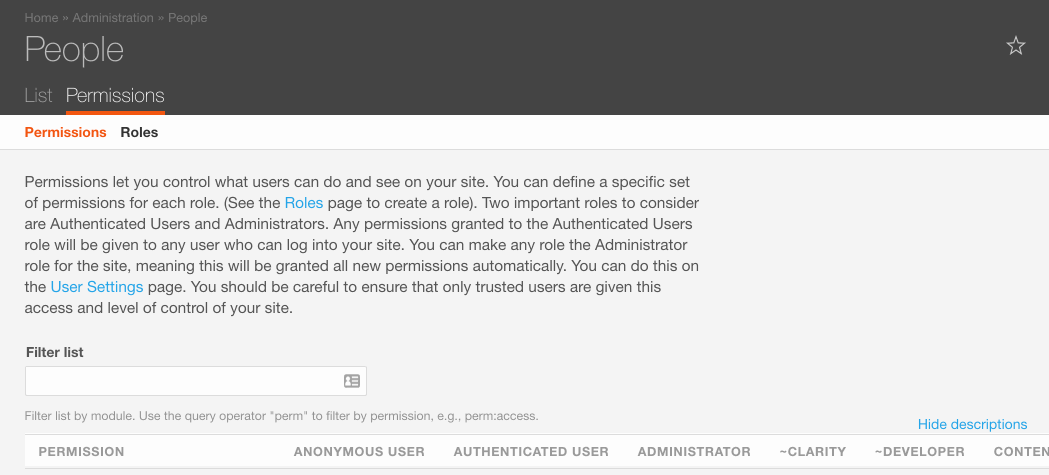 Home » Administration » People
People
List Permissions
Permissions Roles
Permissions let you control what users can do and see on your site. You can define a specific set
of permissions for each role. (See the Roles page to create a role). Two important roles to consider
are Authenticated Users and Administrators. Any permissions granted to the Authenticated Users
role will be given to any user who can log into your site. You can make any role the Administrator
role for the site, meaning this will be granted all new permissions automatically. You can do this on
the User Settings page. You should be careful to ensure that only trusted users are given this
access and level of control of your site.
Filter list
Filter list by module. Use the query operator "perm" to filter by permission, e.g., perm:access.
Hide descriptions
PERMISSION ANONYMOUS USER AUTHENTICATED USER ADMINISTRATOR ~CLARITY ~DEVELOPER CONTEN